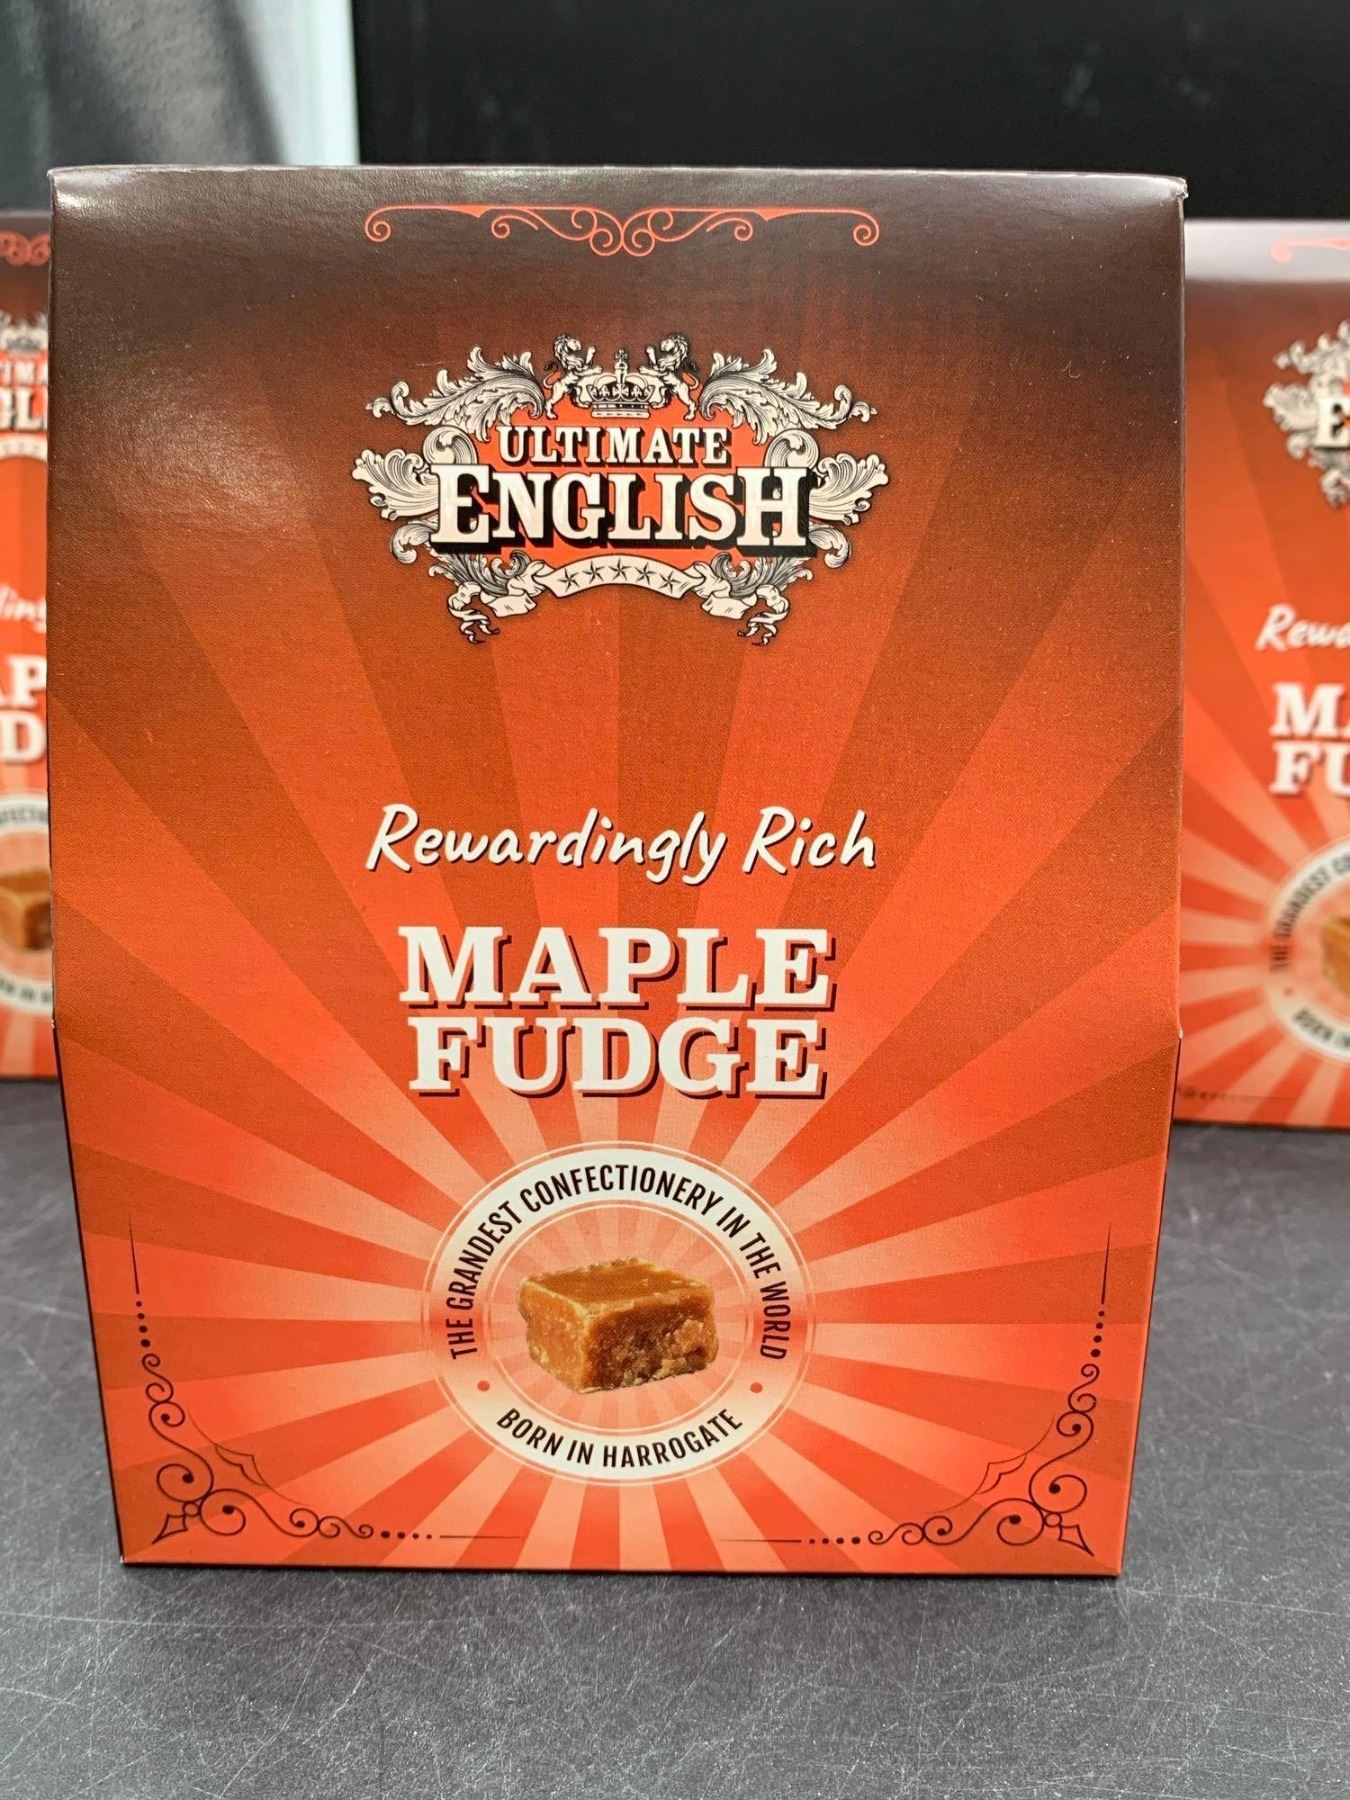 ULTIMATE
ENGLISH
Rewardingly Rich
MAPLE
FUDGE
THE GRANDEST CONFECTIONERY IN THE WORLD
BORN IN HARROGATE